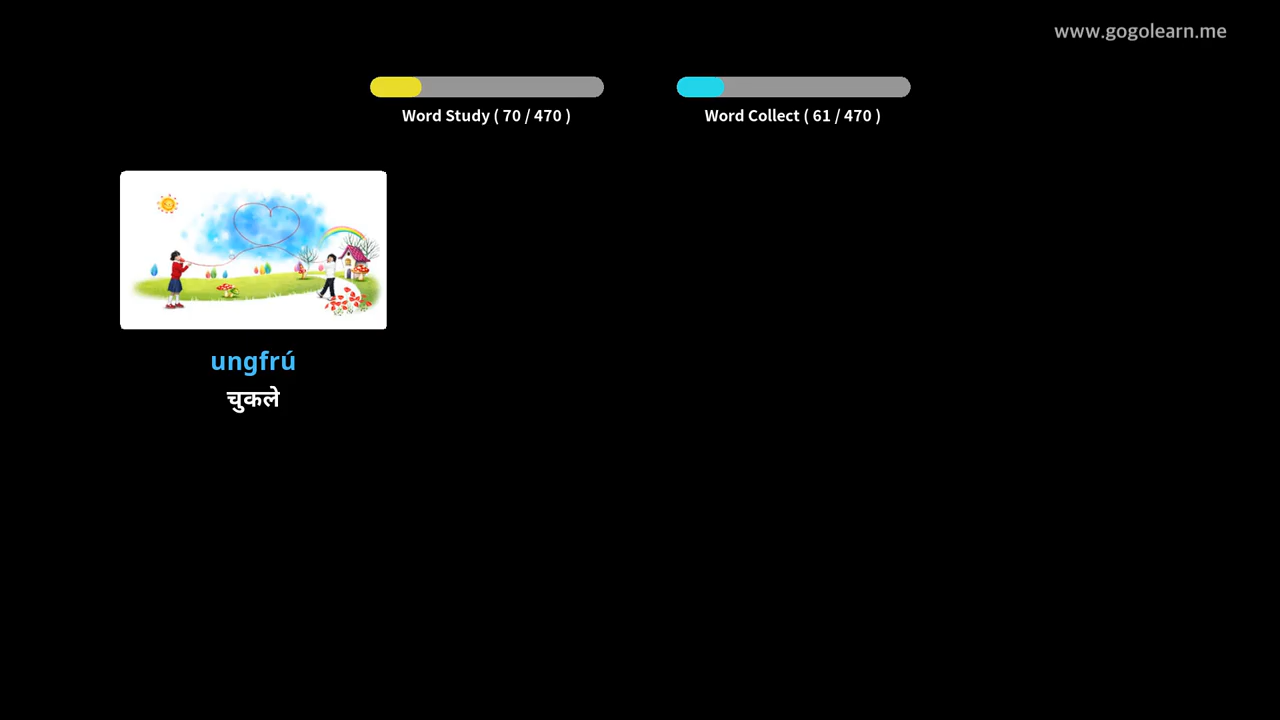 www.gogolearn.me
Word Study ( 70 / 470 )
Word Collect ( 61 / 470 )
ungfrú
चुकले